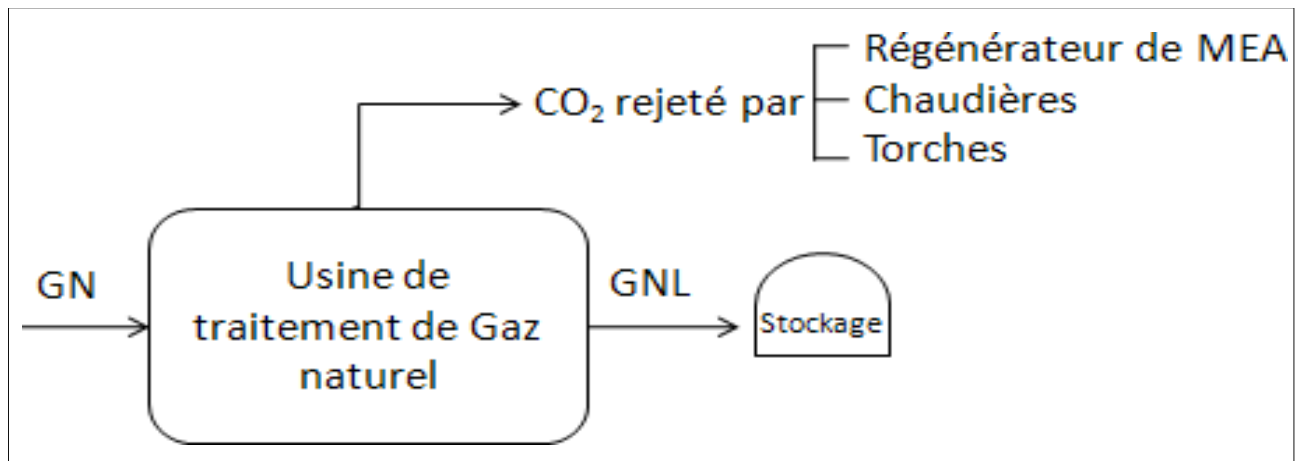 Régénérateur de MEA
CO₂ rejeté par
Chaudières
Torches
GN
Usine de
traitement de Gaz
naturel
GNL
Stockage